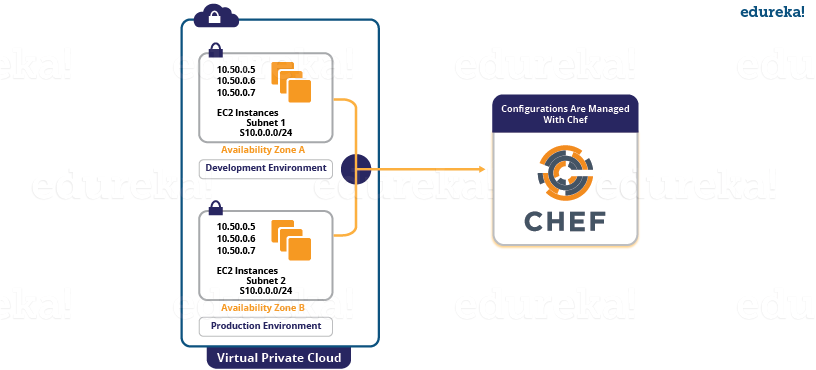 edureka!
10.50.0.5
10.50.0.6
10.50.0.7
EC2 Instances
Subnet 1
S10.0.0.0/24
Availability Zone A
Development Environment
10.50.0.5
10.50.0.6
10.50.0.7
EC2 Instances
Subnet 2
S10.0.0.0/24
Availability Zone B
Production Environment
Virtual Private Cloud
Configurations Are Managed
With Chef
CHEF